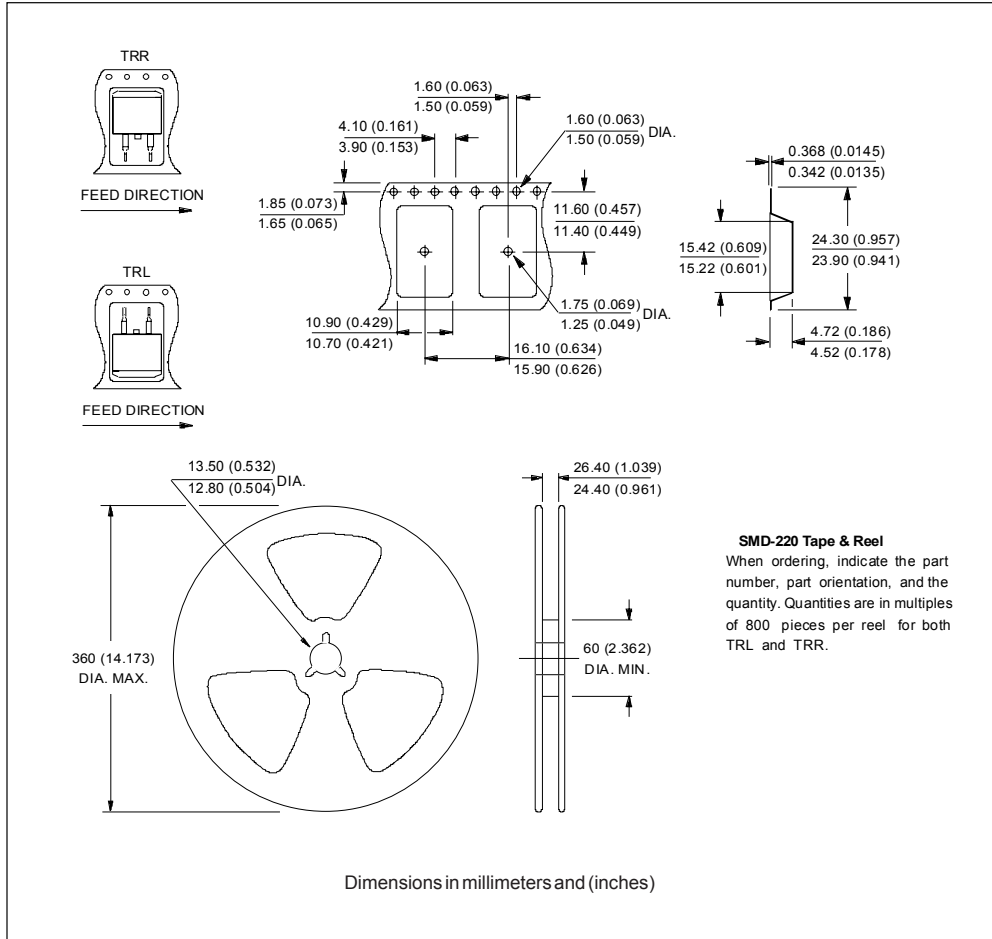 TRR
FEED DIRECTION
TRL
FEED DIRECTION
1.60 (0.063)
1.50 (0.059)
4.10 (0.161)
3.90 (0.153)
1.60 (0.063)
1.50 (0.059)
DIA.
1.85 (0.073)
1.65 (0.065)
11.60 (0.457)
11.40 (0.449)
1.75 (0.069)
1.25 (0.049)
DIA.
10.90 (0.429)
10.70 (0.421)
16.10 (0.634)
15.90 (0.626)
0.368 (0.0145)
0.342 (0.0135)
15.42 (0.609)
15.22 (0.601)
24.30 (0.957)
23.90 (0.941)
4.72 (0.186)
4.52 (0.178)
13.50 (0.532)
12.80 (0.504)
DIA.
360 (14.173)
DIA. MAX.
26.40 (1.039)
24.40 (0.961)
60 (2.362)
DIA. MIN.
SMD-220 Tape & Reel
When ordering, indicate the part
number, part orientation, and the
quantity. Quantities are in multiples
of 800 pieces per reel for both
TRL and TRR.
Dimensions in millimeters and (inches)